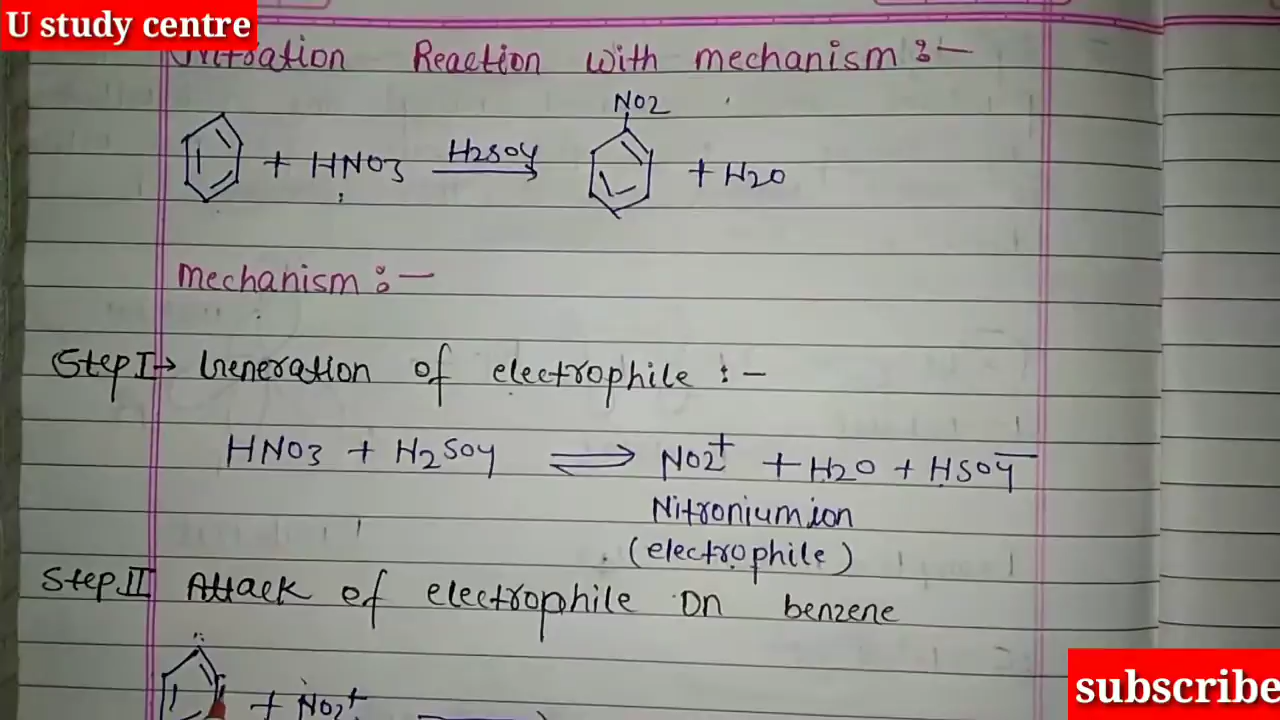 U study centre
Nitration Reaction with mechanism :-
NO2
+ HNO3 H2SO4 + H2O
mechanism :-
Step I → Generation of electrophile :-
HNO3 + H2SO4 ⇌ NO2+ + H2O + HSO4-
Nitronium ion
(electrophile)
Step II Attack of electrophile on benzene
+ NO2+
subscribe